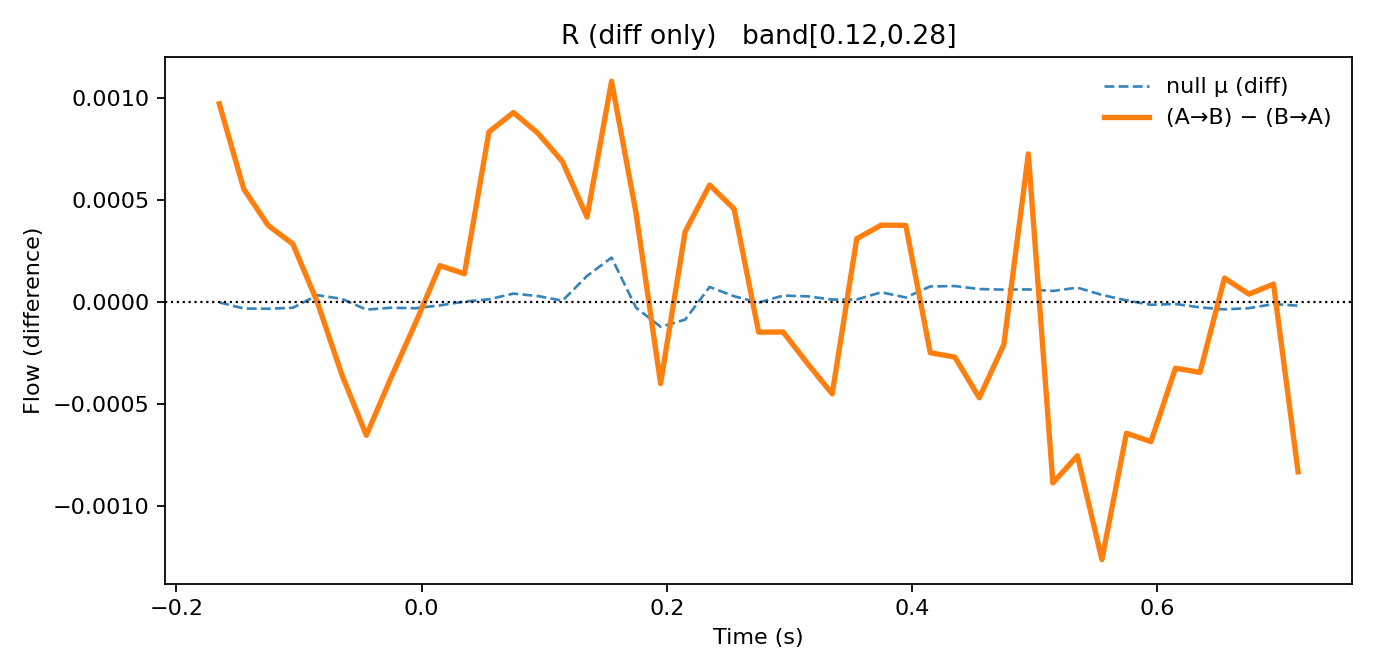 R (diff only)   band[0.12,0.28]
null μ (diff)
(A→B) − (B→A)
Flow (difference)
0.0010
0.0005
0.0000
−0.0005
−0.0010
−0.2
0.0
0.2
0.4
0.6
Time (s)